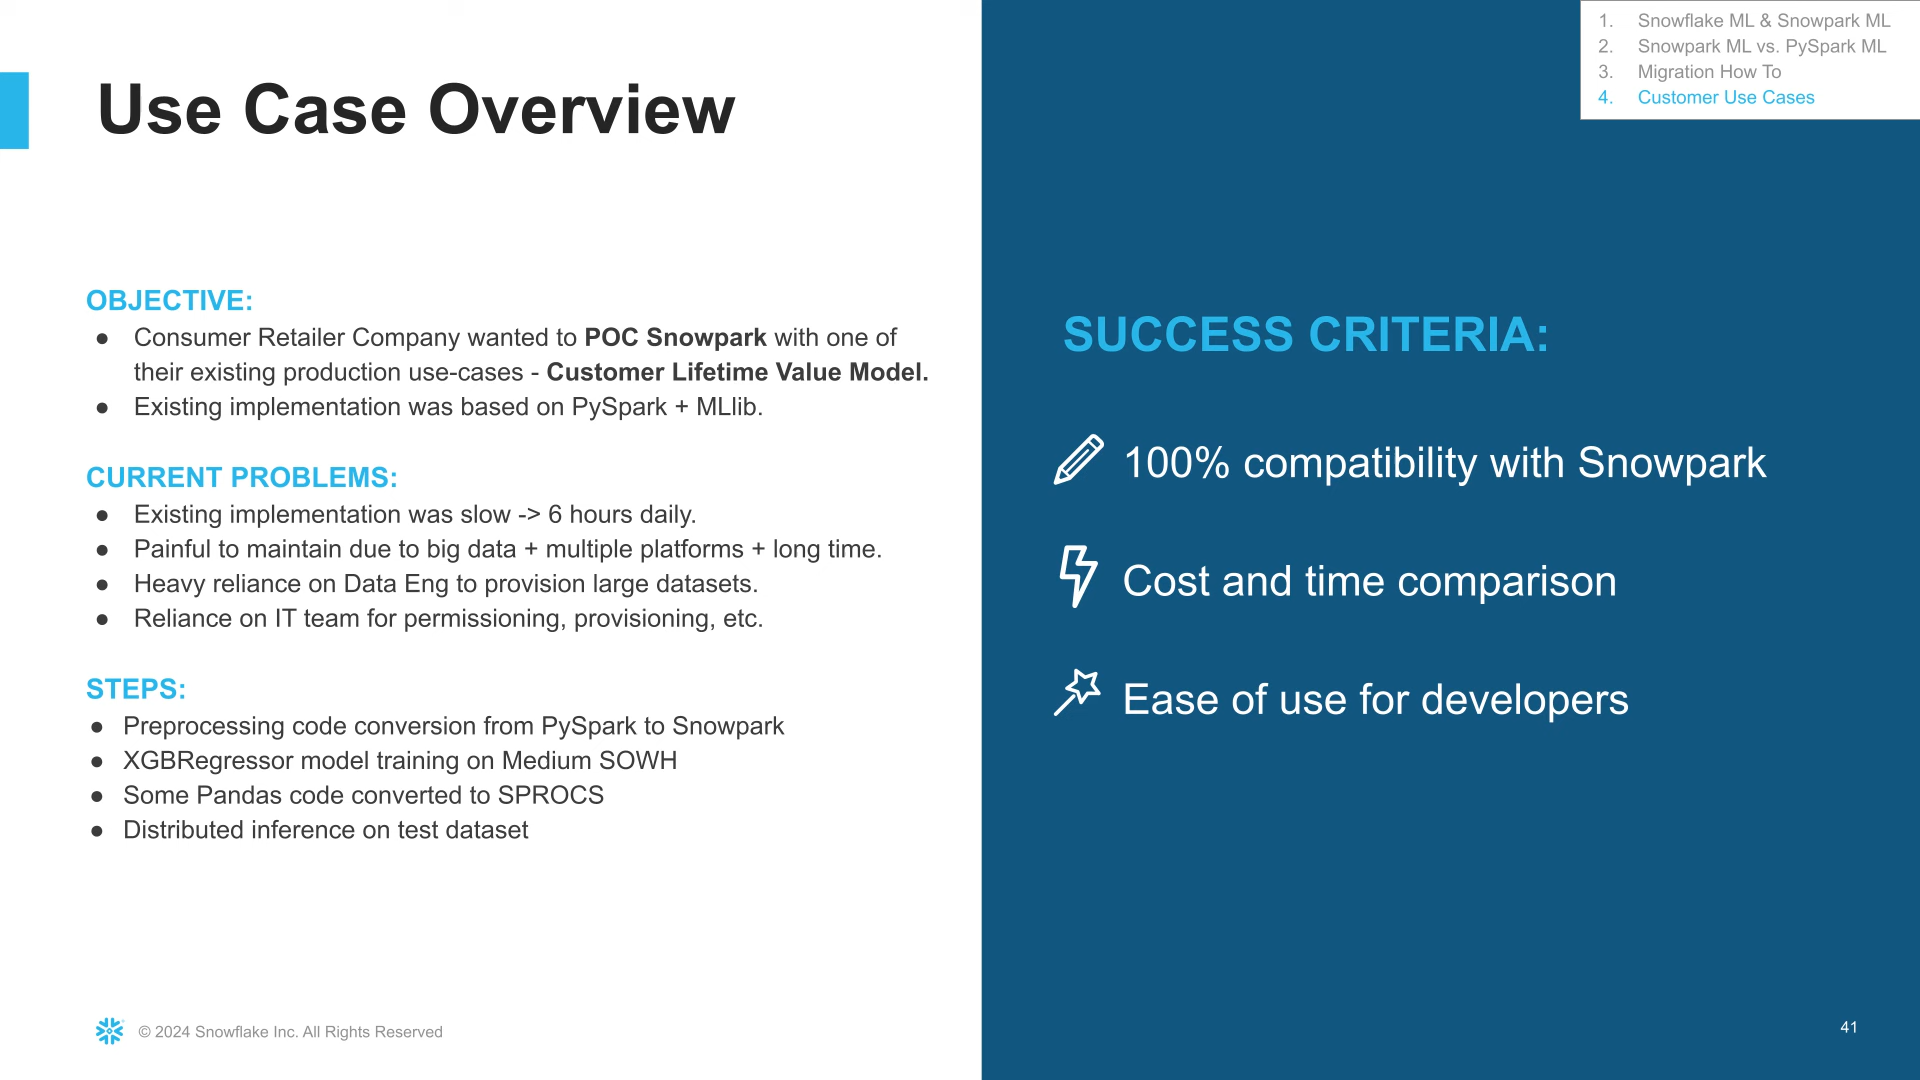 Use Case Overview
1. Snowflake ML & Snowpark ML
2. Snowpark ML vs. PySpark ML
3. Migration How To
4. Customer Use Cases
OBJECTIVE:
● Consumer Retailer Company wanted to POC Snowpark with one of
their existing production use-cases - Customer Lifetime Value Model.
● Existing implementation was based on PySpark + MLlib.
CURRENT PROBLEMS:
● Existing implementation was slow -> 6 hours daily.
● Painful to maintain due to big data + multiple platforms + long time.
● Heavy reliance on Data Eng to provision large datasets.
● Reliance on IT team for permissioning, provisioning, etc.
STEPS:
● Preprocessing code conversion from PySpark to Snowpark
● XGBRegressor model training on Medium SOWH
● Some Pandas code converted to SPROCS
● Distributed inference on test dataset
SUCCESS CRITERIA:
100% compatibility with Snowpark
Cost and time comparison
Ease of use for developers
© 2024 Snowflake Inc. All Rights Reserved
41